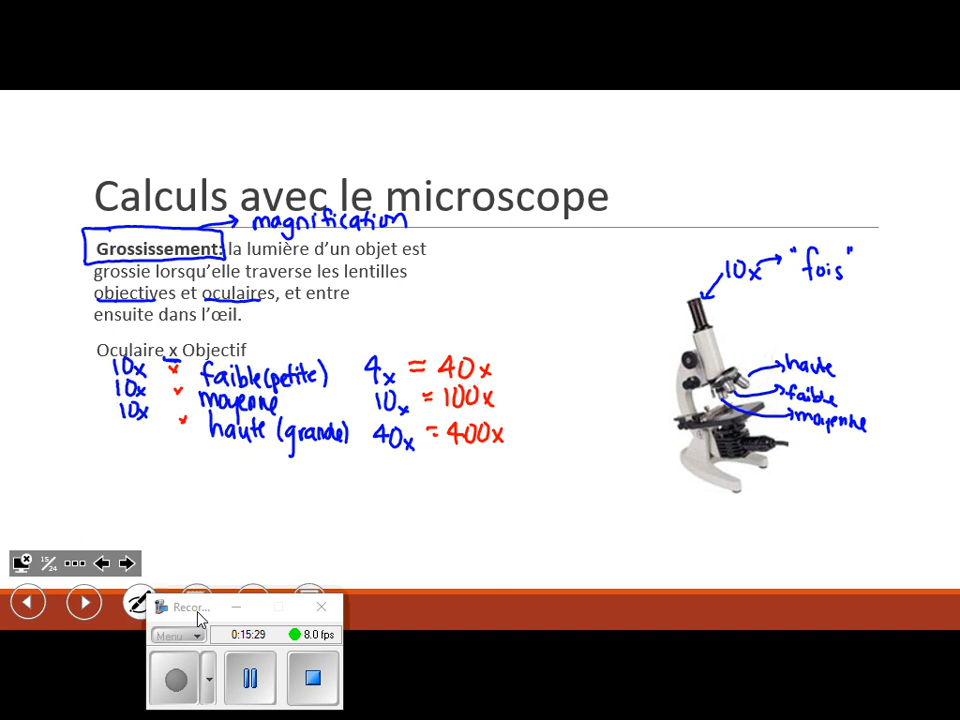 Calculs avec le microscope
magnification
Grossissement: la lumière d'un objet est
grossie lorsqu'elle traverse les lentilles
objectives et oculaires, et entre
ensuite dans l'œil.
10x → "fois"
Oculaire x Objectif
10x x faible (petite) 4x = 40x
10x x moyenne 10x = 100x
10x x haute (grande) 40x = 400x
haute
faible
moyenne
15/24
Recor...
Menu 0:15:29 8.0 fps